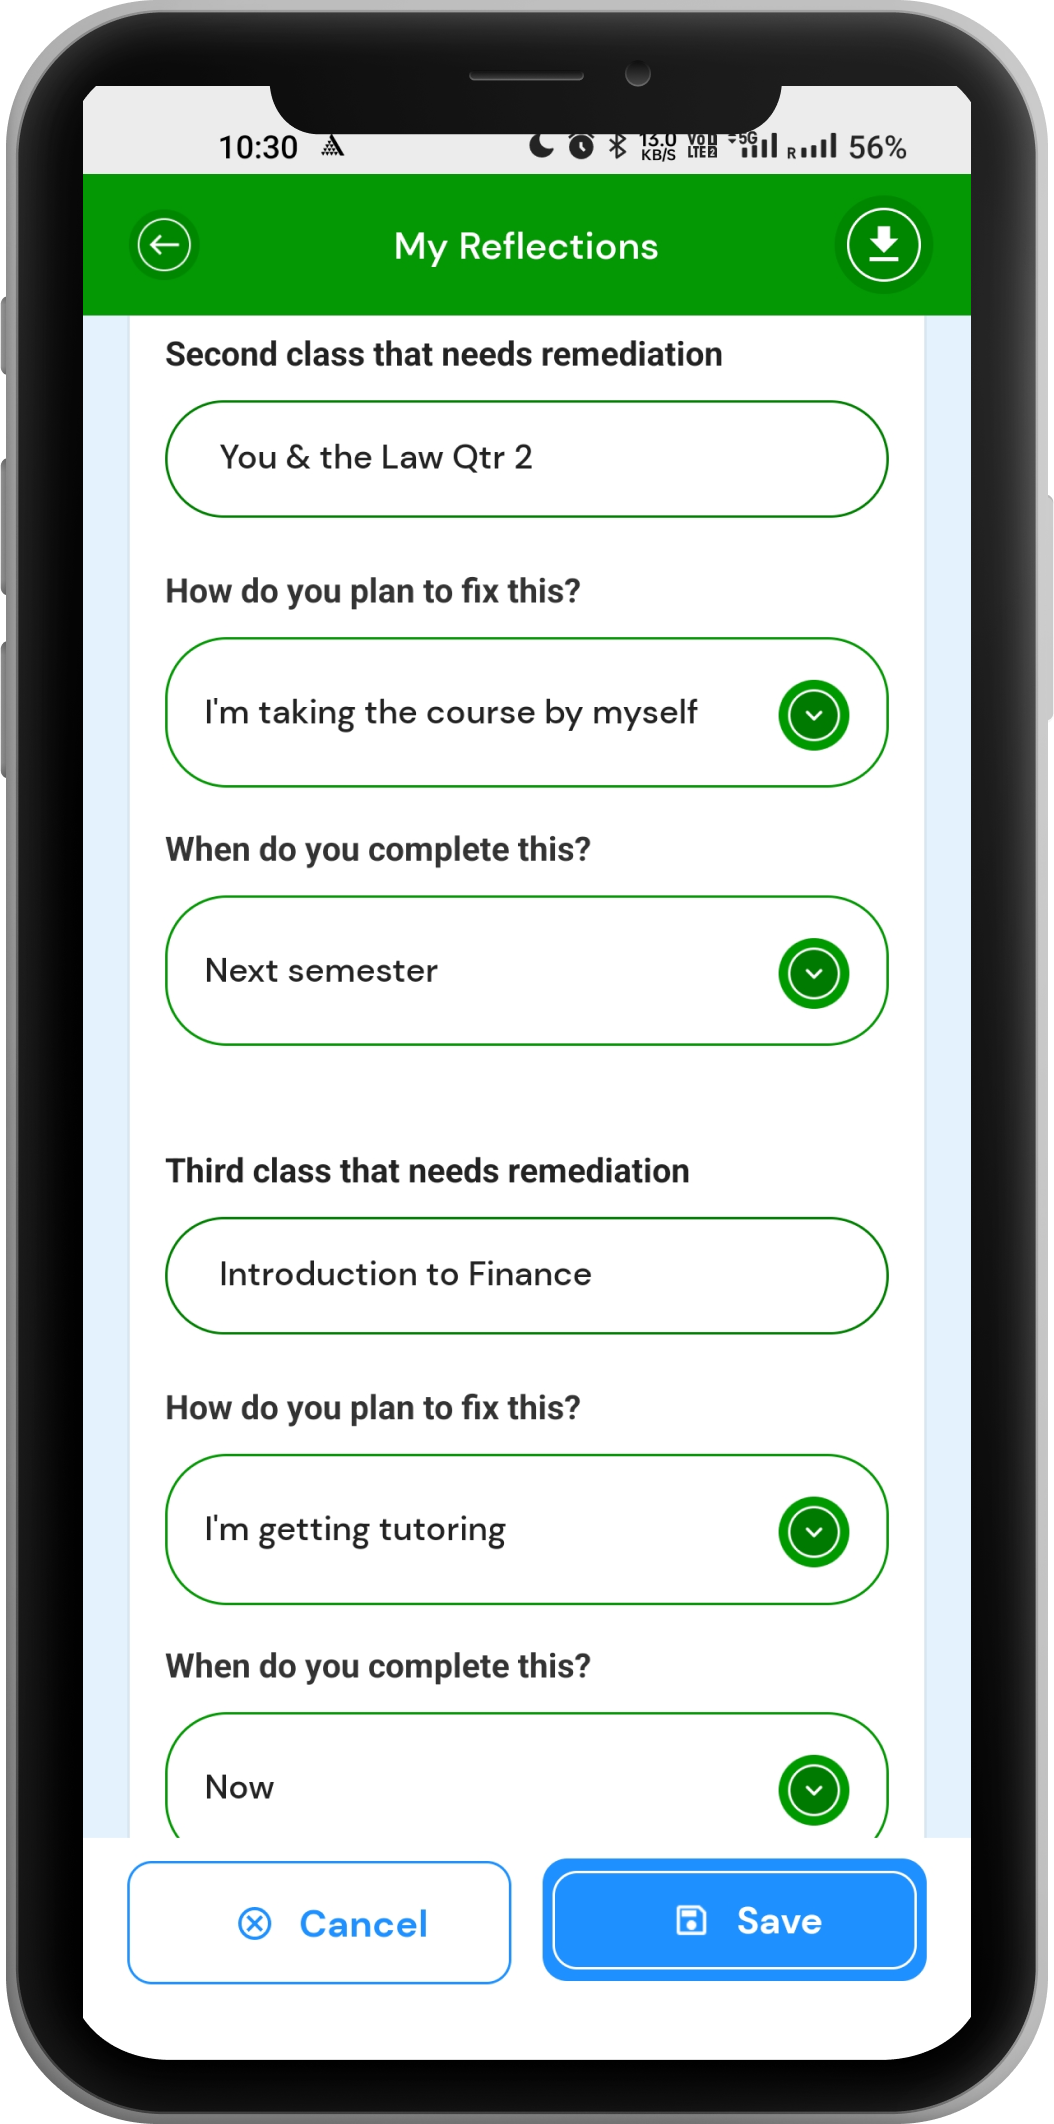 10:30 13.0 KB/S VoD LTE2 5G R 56%
My Reflections
Second class that needs remediation
You & the Law Qtr 2
How do you plan to fix this?
I'm taking the course by myself
When do you complete this?
Next semester
Third class that needs remediation
Introduction to Finance
How do you plan to fix this?
I'm getting tutoring
When do you complete this?
Now
Cancel
Save